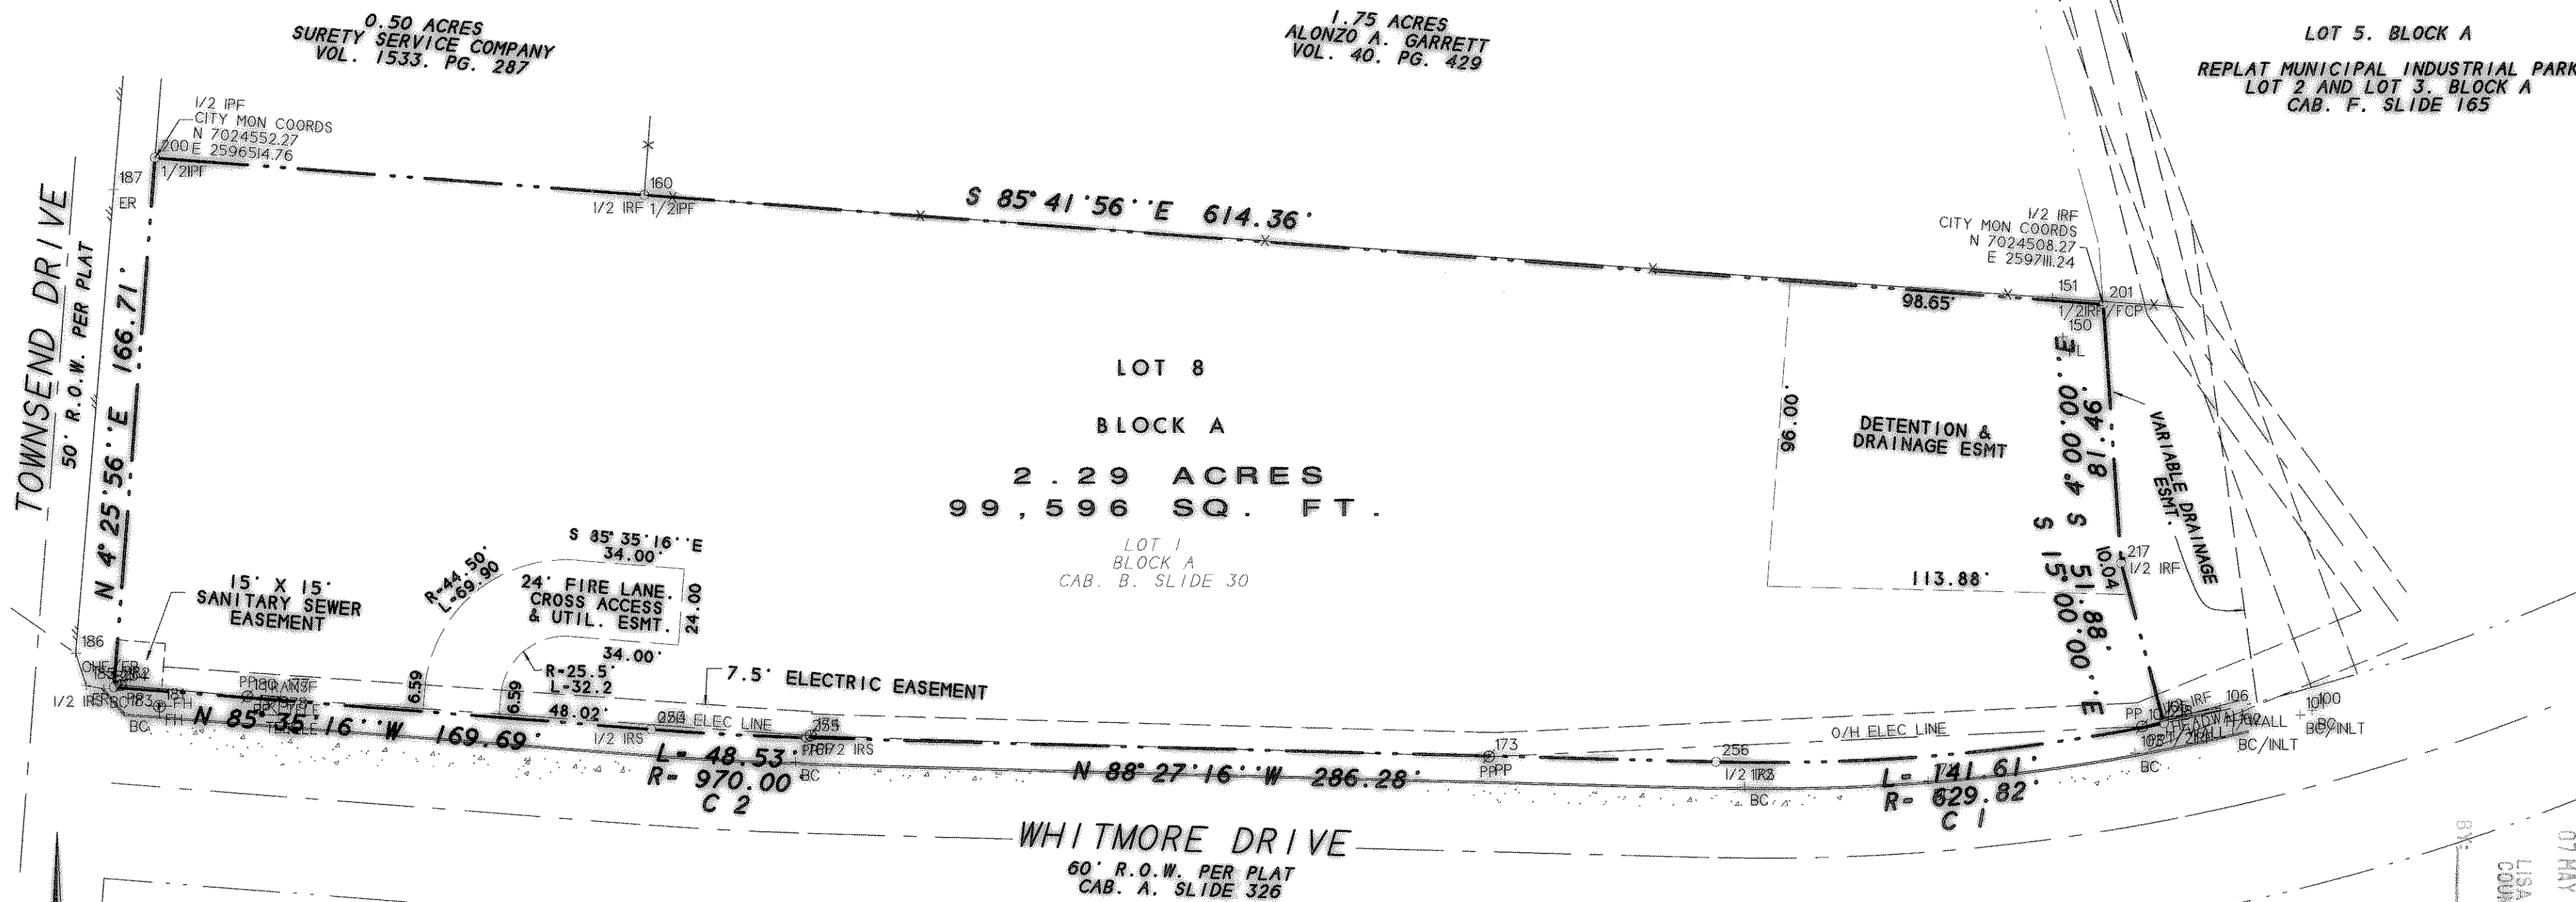 0.50 ACRES
SURETY SERVICE COMPANY
VOL. 1533. PG. 287
1.75 ACRES
ALONZO A. GARRETT
VOL. 40. PG. 429
LOT 5. BLOCK A
REPLAT MUNICIPAL INDUSTRIAL PARK
LOT 2 AND LOT 3. BLOCK A
CAB. F. SLIDE 165
1/2 IPF
CITY MON COORDS
N 7024552.27
E 2596514.76
200
1/2IPF
187
ER
160
1/2 IRF 1/2IPF
S 85°41'56''E 614.36'
1/2 IRF
CITY MON COORDS
N 7024508.27
E 2597111.24
151
201
1/2IRF/FCP
150
98.65'
TOWNSEND DRIVE
50' R.O.W. PER PLAT
N 4°25'56''E 166.71'
LOT 8
BLOCK A
2.29 ACRES
99,596 SQ. FT.
LOT 1
BLOCK A
CAB. B. SLIDE 30
96.00'
DETENTION &
DRAINAGE ESMT
113.88'
S 4°00'00''E
81.46'
VARIABLE DRAINAGE
ESMT.
10.04
217
1/2 IRF
S 15°00'00''E
51.88'
S 85°35'16''E
34.00'
R-44.50'
L-69.90
24' FIRE LANE.
CROSS ACCESS
& UTIL. ESMT.
24.00
34.00'
R-25.5'
L-32.2
48.02'
6.59
6.59
15' X 15'
SANITARY SEWER
EASEMENT
7.5' ELECTRIC EASEMENT
186
1/2 IRS
BC
FH
FH
BC
N 85°35'16''W 169.69'
ELEC LINE
1/2 IRS
1/2 IRS
BC
L- 48.53'
R- 970.00
C 2
N 88°27'16''W 286.28'
173
256
BC
O/H ELEC LINE
L- 141.61'
R- 629.82'
C 1
PP
106
100
BC/INLT
BC/INLT
BC
WHITMORE DRIVE
60' R.O.W. PER PLAT
CAB. A. SLIDE 326
BY:
07 MAY
LISA
COUN